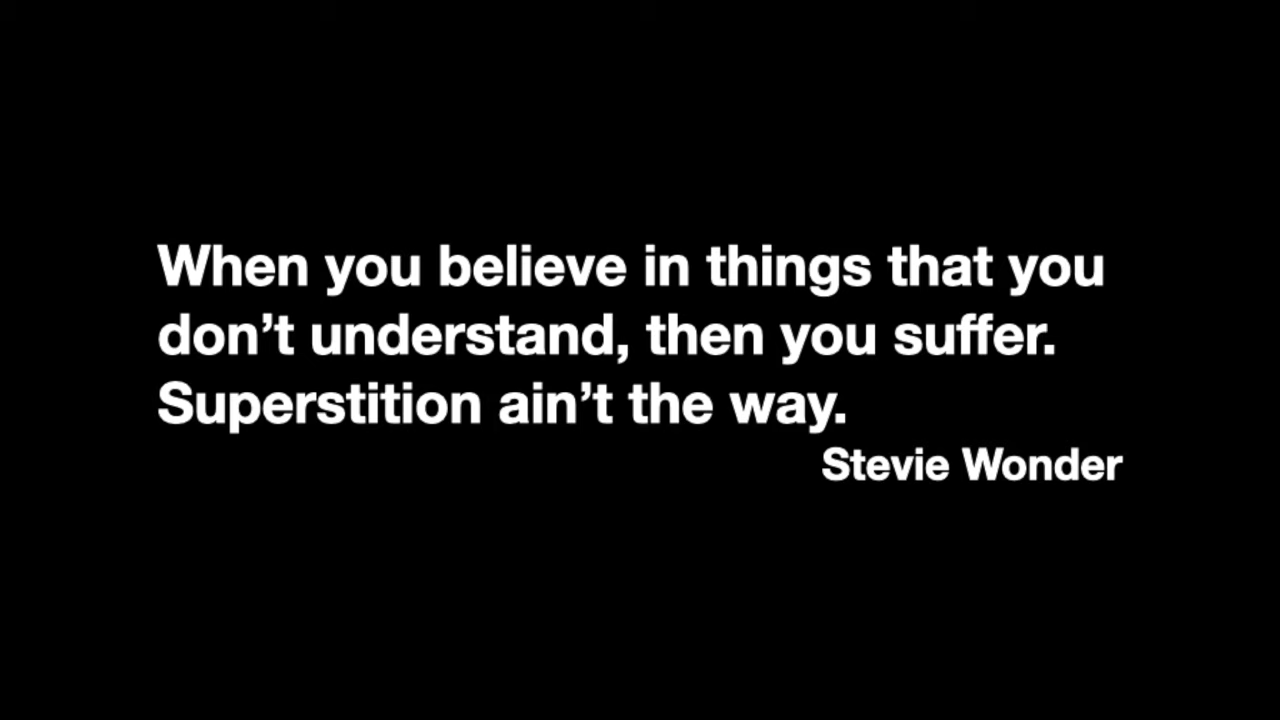 When you believe in things that you
don’t understand, then you suffer.
Superstition ain’t the way.
Stevie Wonder